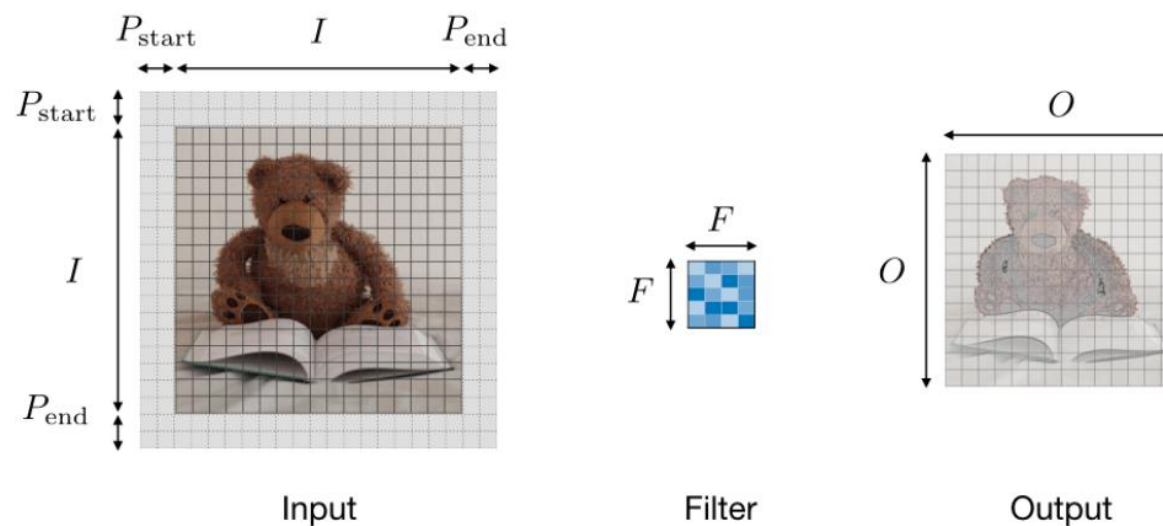 P_start I P_end
P_start
O
F
I F O
P_end
Input Filter Output